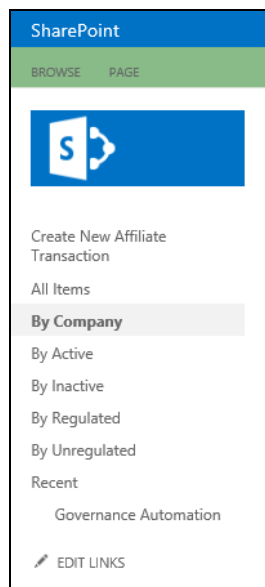 SharePoint
BROWSE PAGE
S
Create New Affiliate
Transaction
All Items
By Company
By Active
By Inactive
By Regulated
By Unregulated
Recent
Governance Automation
EDIT LINKS